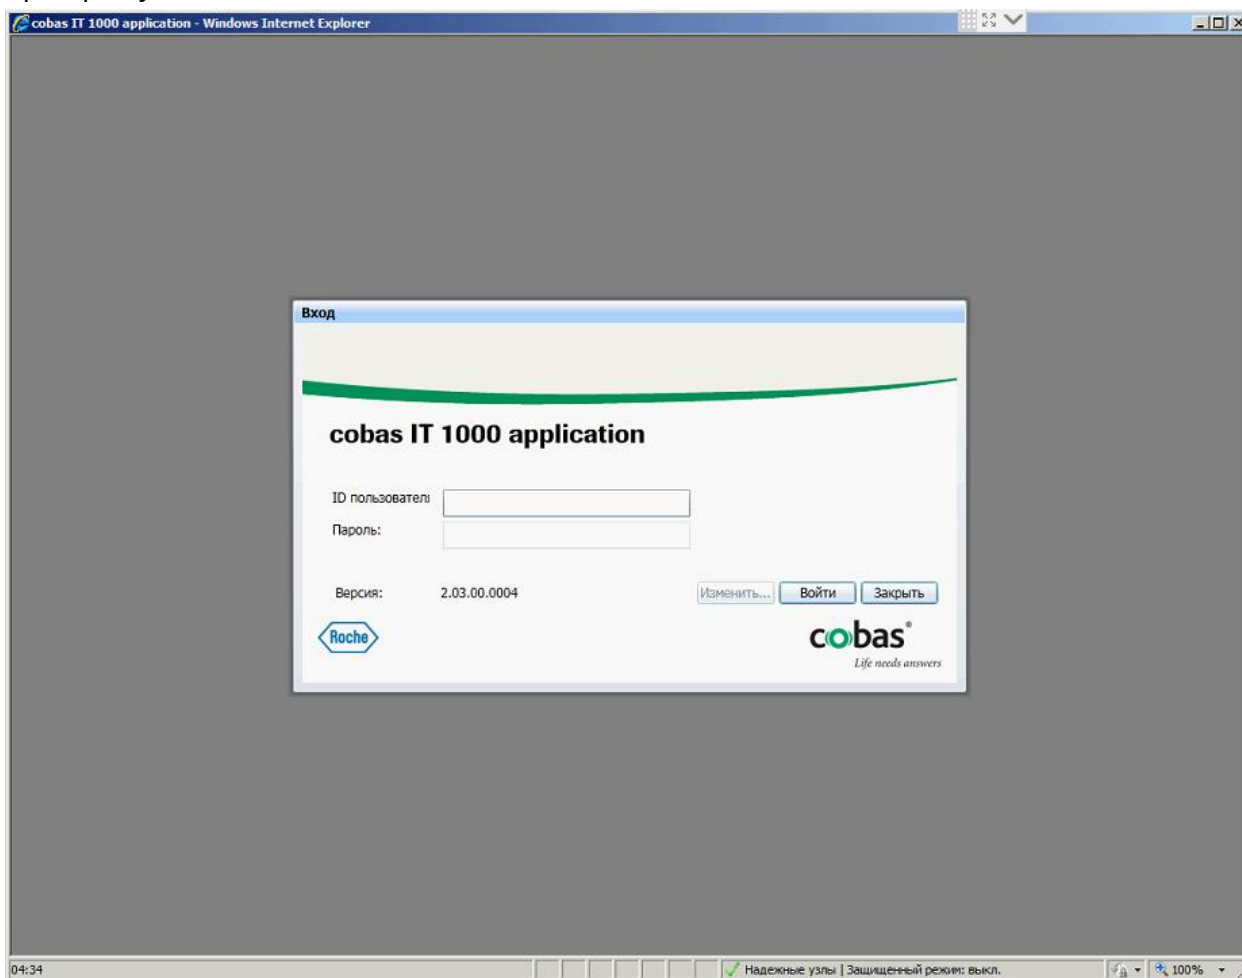 cobas IT 1000 application - Windows Internet Explorer
Вход
cobas IT 1000 application
ID пользовател
Пароль:
Версия: 2.03.00.0004
Изменить... Войти Закрыть
Roche
cobas®
Life needs answers
04:34
Надежные узлы | Защищенный режим: выкл.
100%